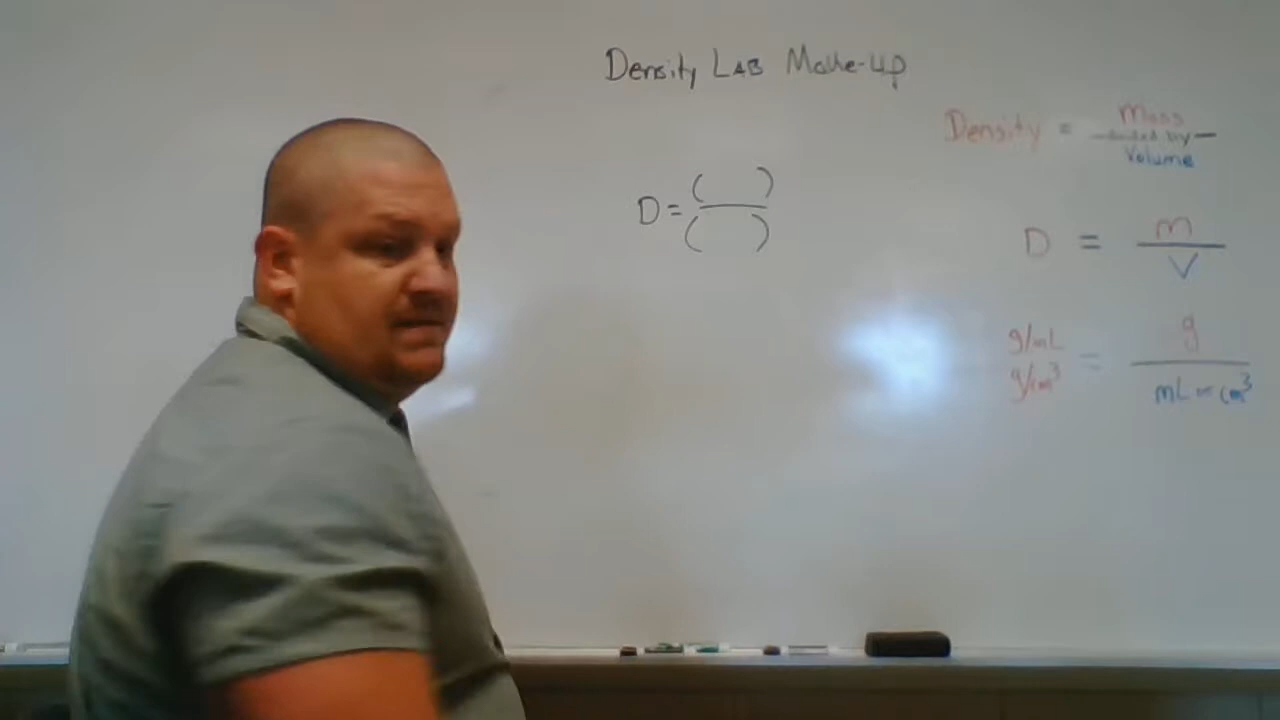 Density LAB Make-up
D = ( ) / ( )
Density = Mass
divided by
Volume
D = m
V
g/mL
g/cm³ = g
mL or cm³